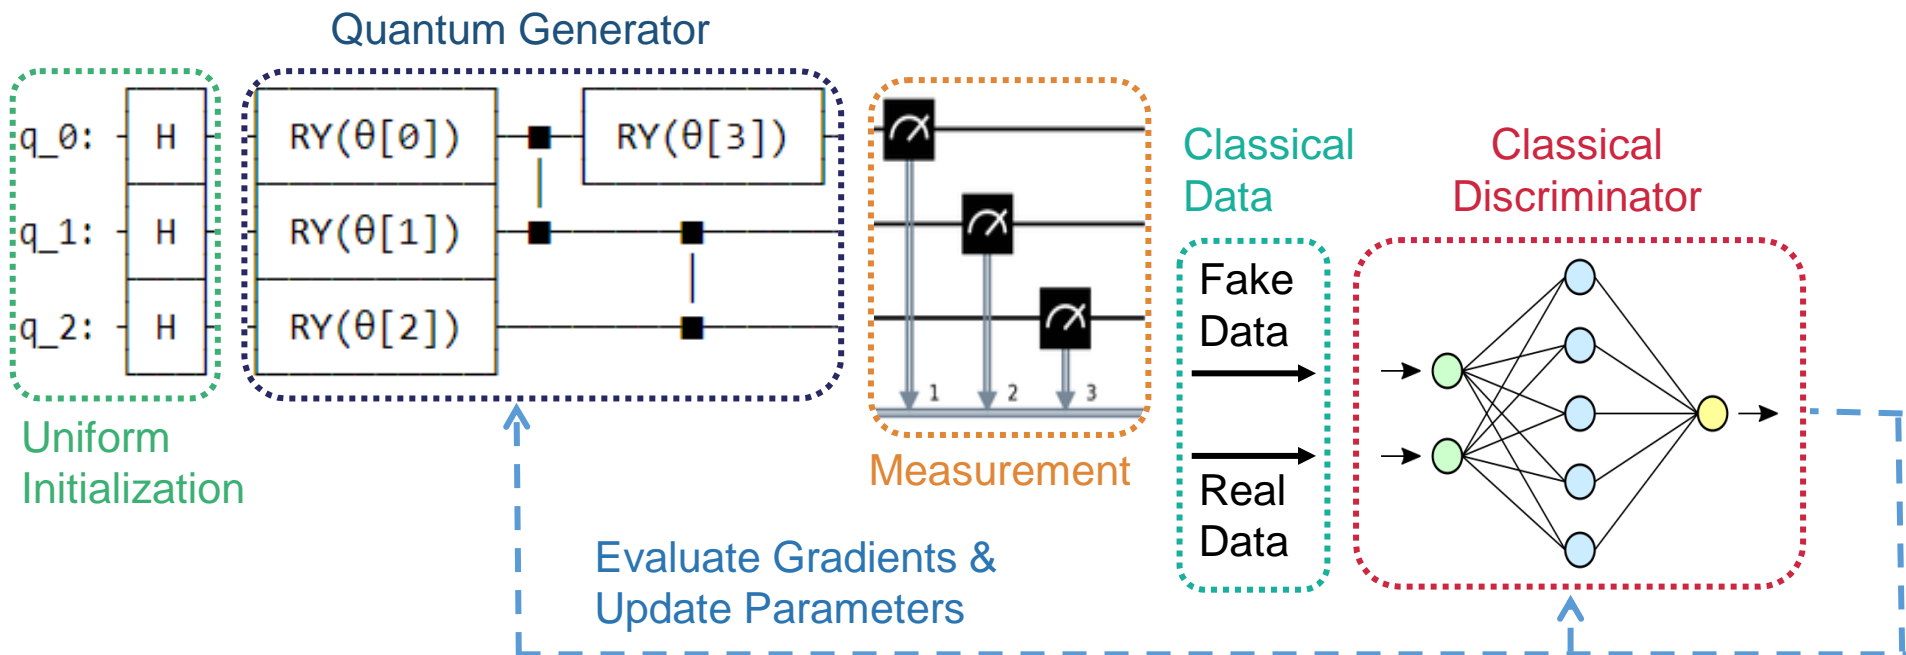 Quantum Generator
q_0:
H
RY(θ[0])
RY(θ[3])
q_1:
H
RY(θ[1])
q_2:
H
RY(θ[2])
1
2
3
Uniform
Initialization
Measurement
Classical
Data
Fake
Data
Real
Data
Classical
Discriminator
Evaluate Gradients &
Update Parameters